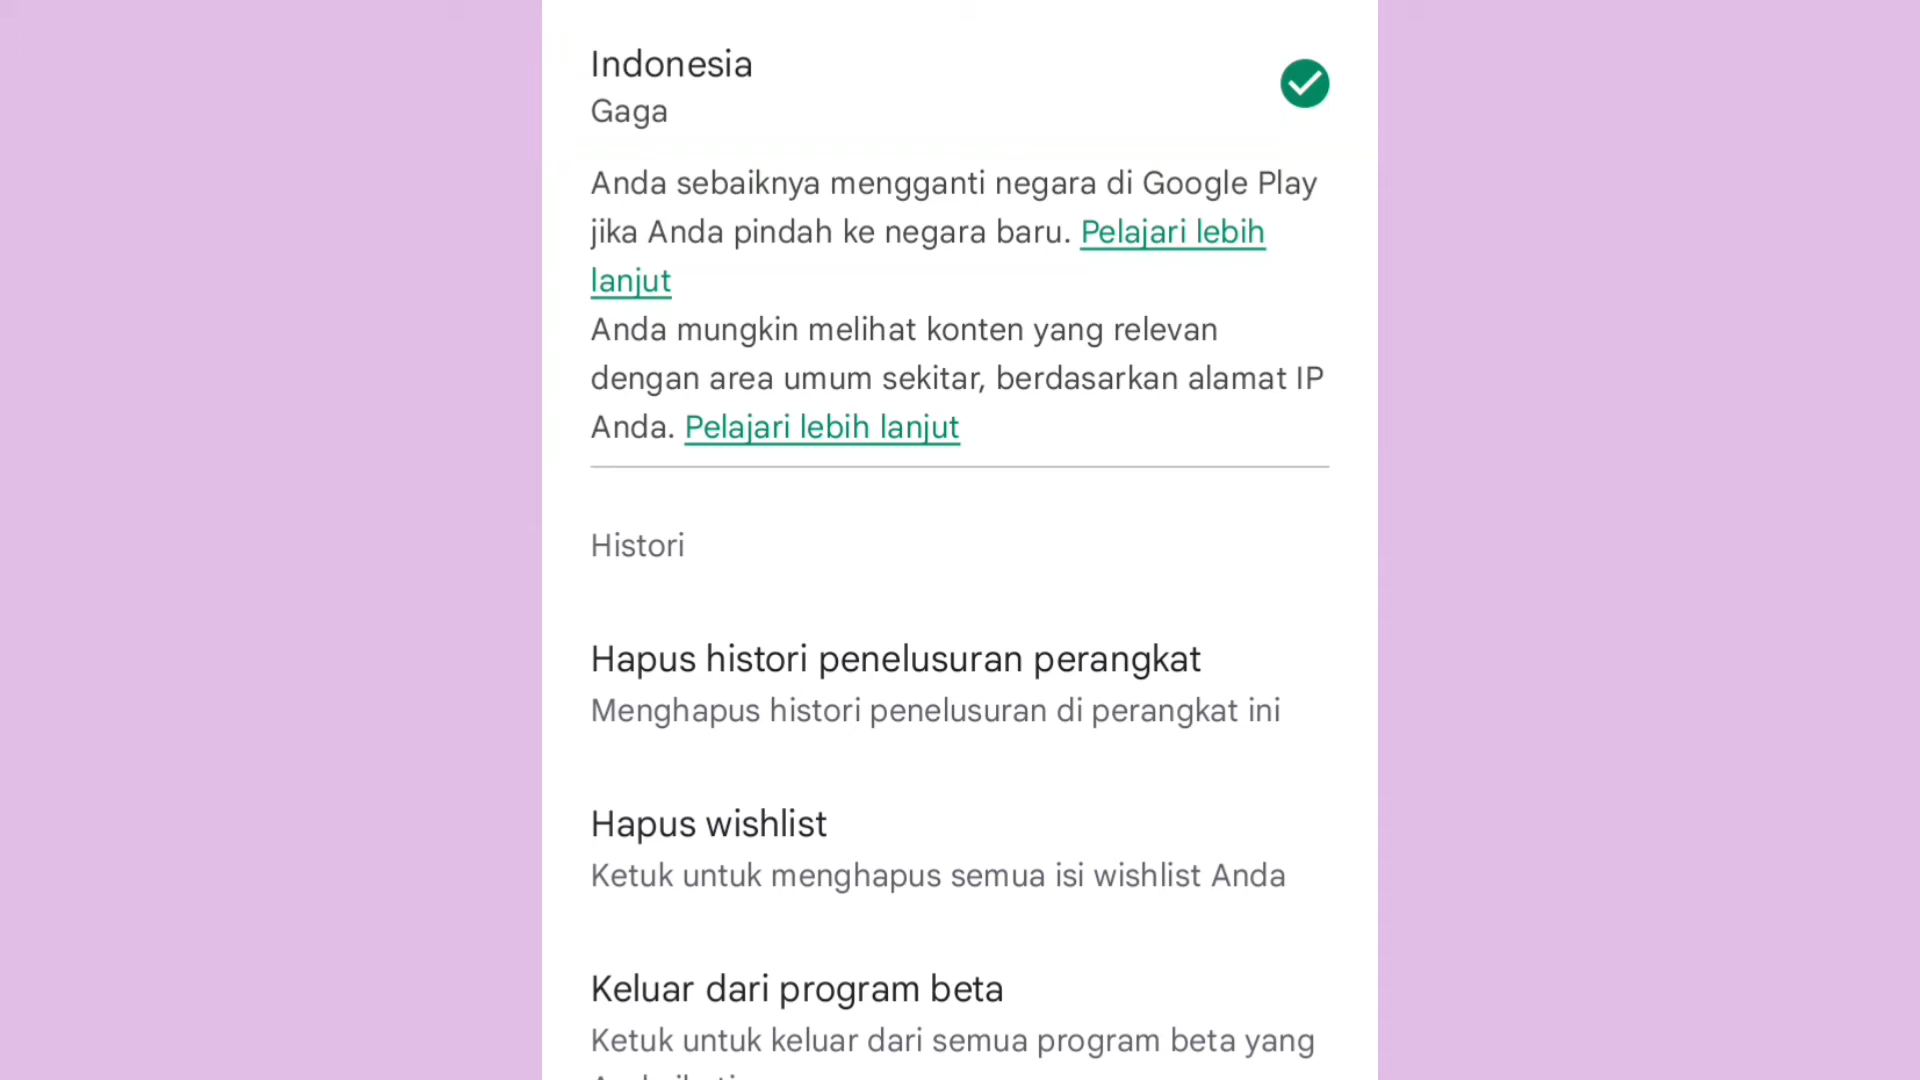 Indonesia
Gaga
Anda sebaiknya mengganti negara di Google Play
jika Anda pindah ke negara baru. Pelajari lebih
lanjut
Anda mungkin melihat konten yang relevan
dengan area umum sekitar, berdasarkan alamat IP
Anda. Pelajari lebih lanjut
Histori
Hapus histori penelusuran perangkat
Menghapus histori penelusuran di perangkat ini
Hapus wishlist
Ketuk untuk menghapus semua isi wishlist Anda
Keluar dari program beta
Ketuk untuk keluar dari semua program beta yang